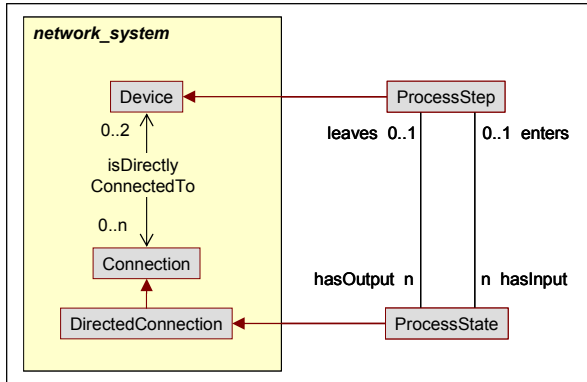 network_system
Device
ProcessStep
0..2
leaves 0..1
0..1 enters
isDirectly
ConnectedTo
0..n
Connection
hasOutput n
n hasInput
DirectedConnection
ProcessState